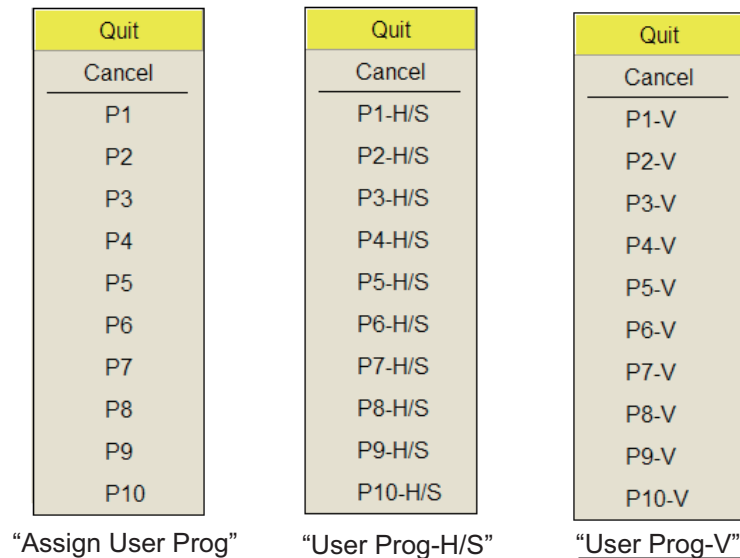 Quit
Cancel
P1
P2
P3
P4
P5
P6
P7
P8
P9
P10
“Assign User Prog”
Quit
Cancel
P1-H/S
P2-H/S
P3-H/S
P4-H/S
P5-H/S
P6-H/S
P7-H/S
P8-H/S
P9-H/S
P10-H/S
“User Prog-H/S”
Quit
Cancel
P1-V
P2-V
P3-V
P4-V
P5-V
P6-V
P7-V
P8-V
P9-V
P10-V
“User Prog-V”